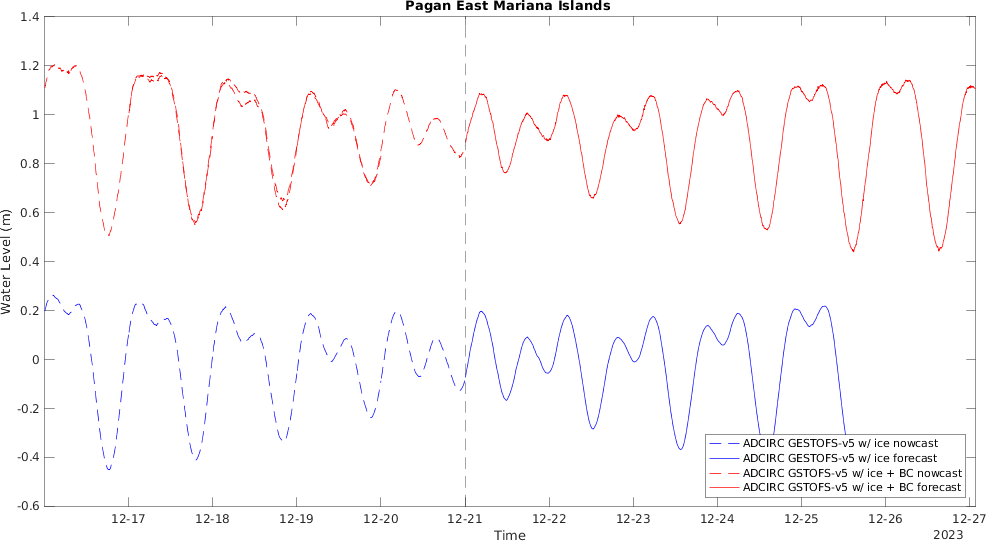 Pagan East Mariana Islands
1.4
1.2
1
0.8
0.6
0.4
0.2
0
-0.2
-0.4
-0.6
Water Level (m)
12-17 12-18 12-19 12-20 12-21 12-22 12-23 12-24 12-25 12-26 12-27
Time
2023
ADCIRC GESTOFS-v5 w/ ice nowcast
ADCIRC GESTOFS-v5 w/ ice forecast
ADCIRC GSTOFS-v5 w/ ice + BC nowcast
ADCIRC GSTOFS-v5 w/ ice + BC forecast